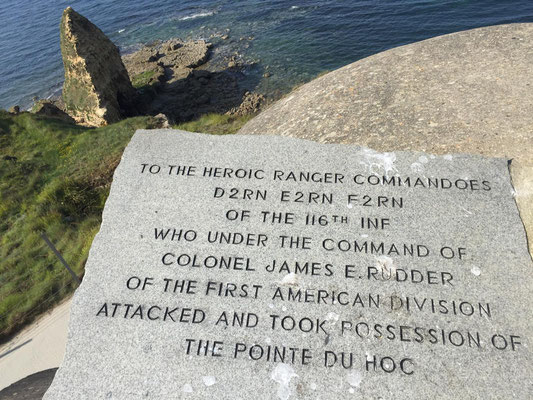 TO THE HEROIC RANGER COMMANDOES
D2RN E2RN F2RN
OF THE 116TH INF
WHO UNDER THE COMMAND OF
COLONEL JAMES E. RUDDER
OF THE FIRST AMERICAN DIVISION
ATTACKED AND TOOK POSSESSION OF
THE POINTE DU HOC